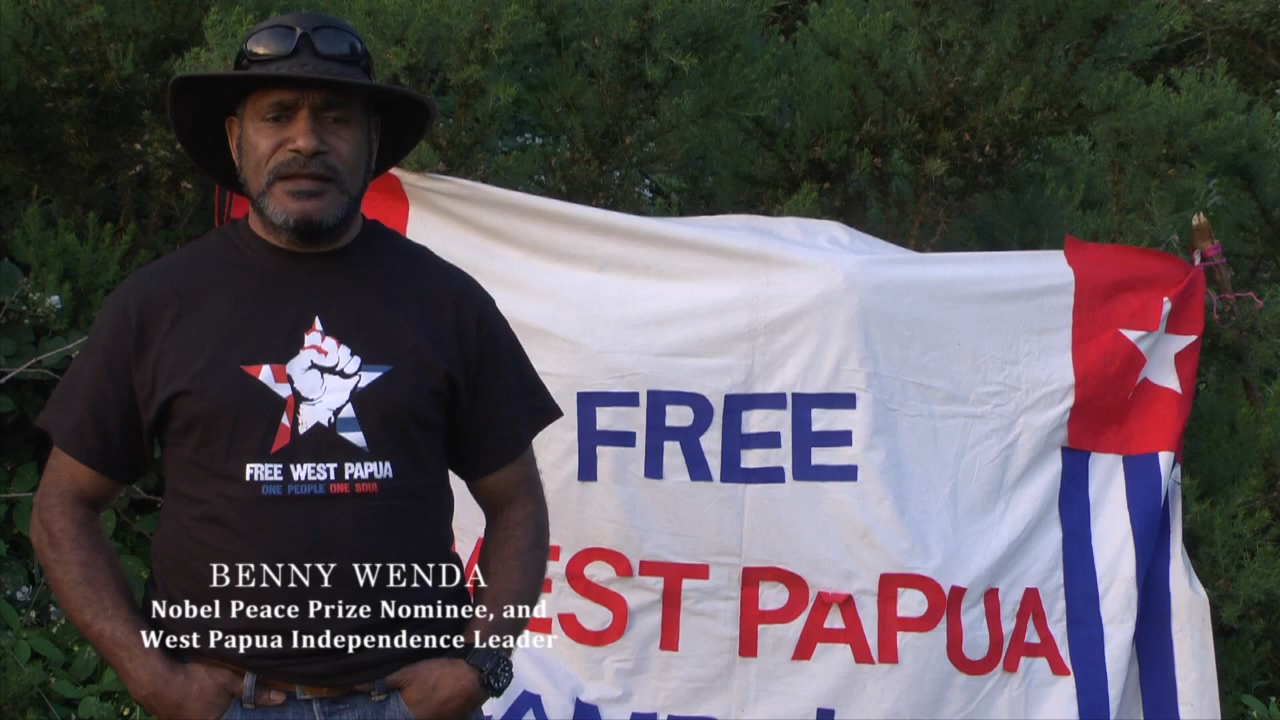 FREE WEST PAPUA
ONE PEOPLE ONE SOUL
BENNY WENDA
Nobel Peace Prize Nominee, and
West Papua Independence Leader
FREE
WEST PAPUA